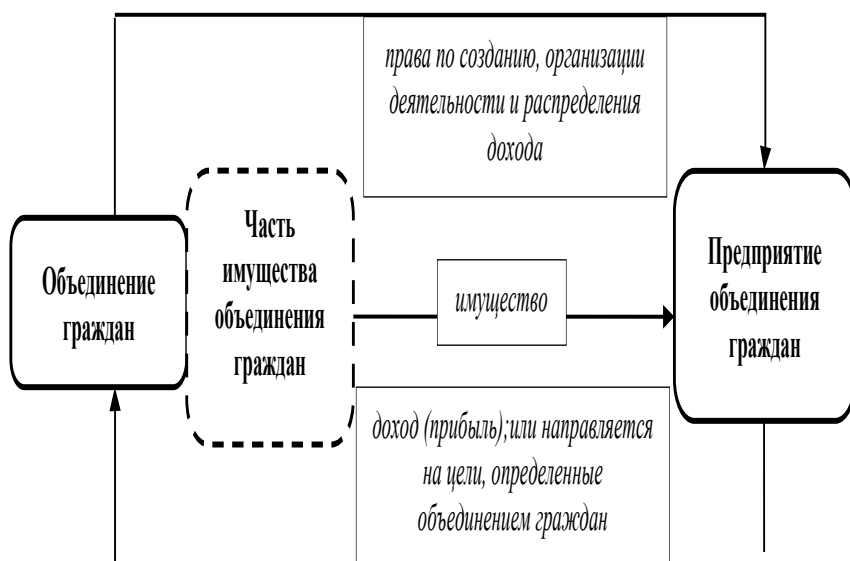 права по созданию, организации
деятельности и распределения
дохода
Часть
имущества
объединения
граждан
Объединение
граждан
имущество
Предприятие
объединения
граждан
доход (прибыль);или направляется
на цели, определенные
объединением граждан